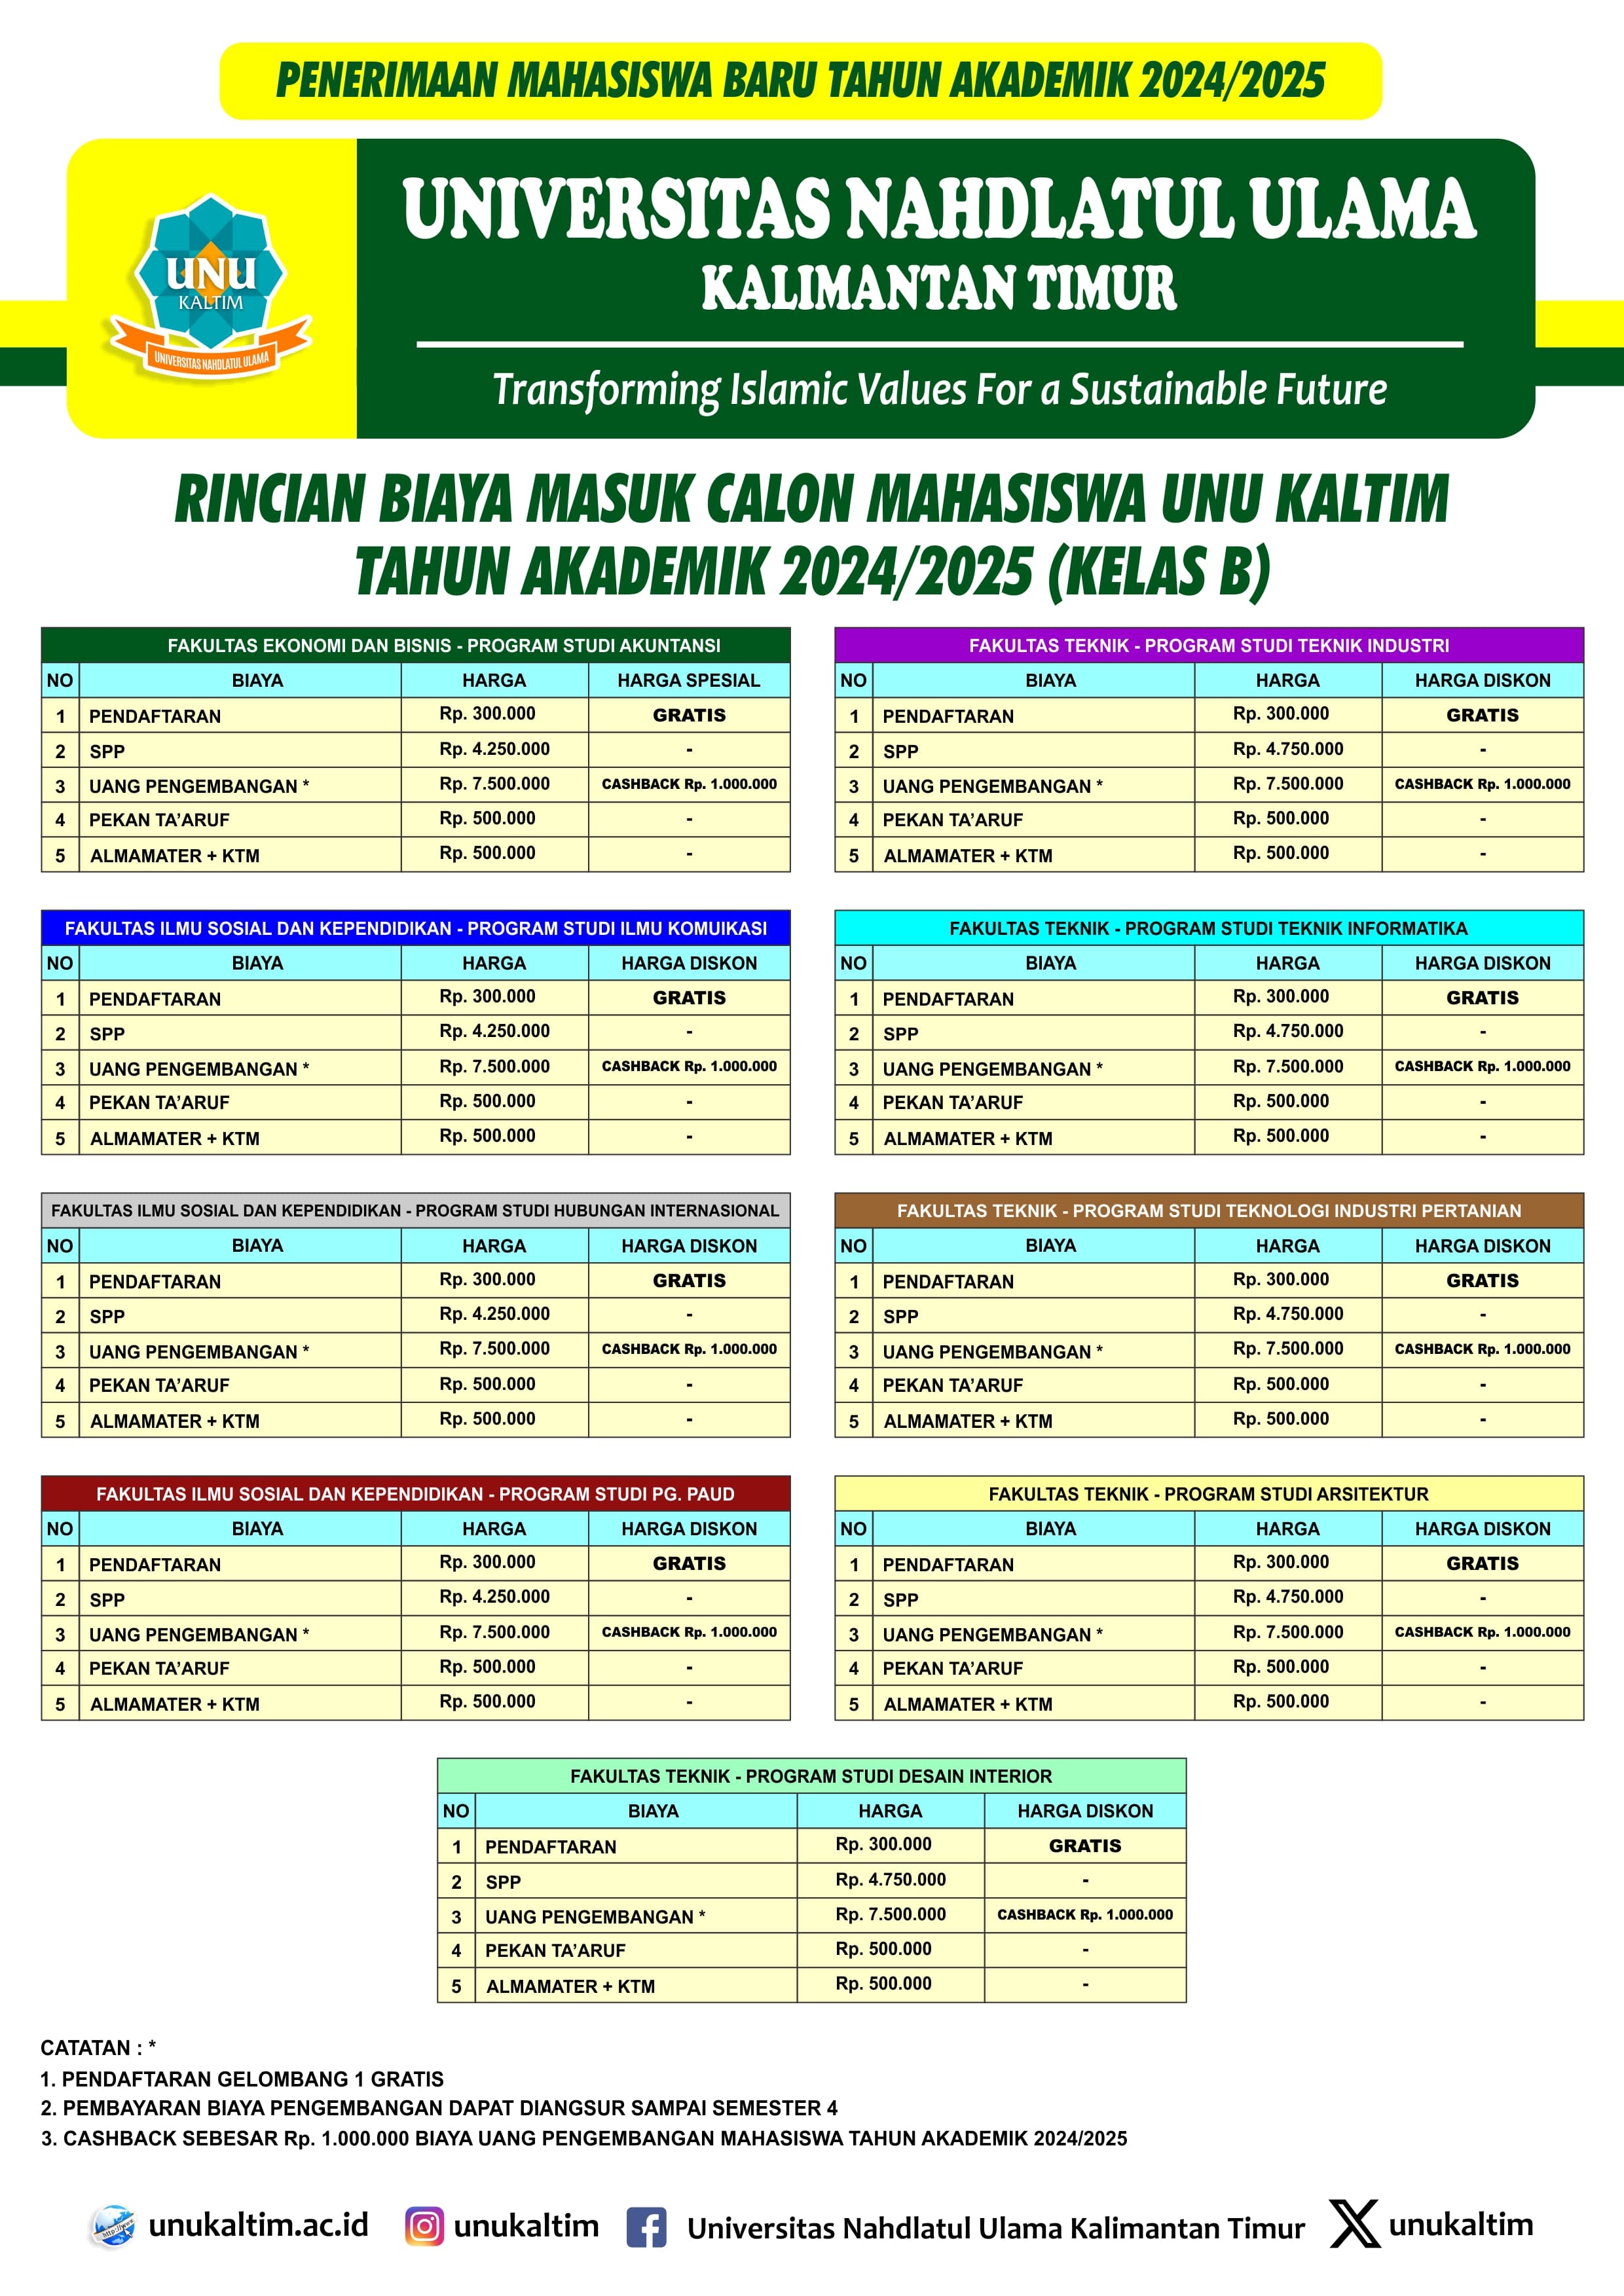 PENERIMAAN MAHASISWA BARU TAHUN AKADEMIK 2024/2025
UNU
KALTIM
UNIVERSITAS NAHDLATUL ULAMA
UNIVERSITAS NAHDLATUL ULAMA
KALIMANTAN TIMUR
Transforming Islamic Values For a Sustainable Future
RINCIAN BIAYA MASUK CALON MAHASISWA UNU KALTIM
TAHUN AKADEMIK 2024/2025 (KELAS B)
FAKULTAS EKONOMI DAN BISNIS - PROGRAM STUDI AKUNTANSI
NO BIAYA HARGA HARGA SPESIAL
1 PENDAFTARAN Rp. 300.000 GRATIS
2 SPP Rp. 4.250.000 -
3 UANG PENGEMBANGAN * Rp. 7.500.000 CASHBACK Rp. 1.000.000
4 PEKAN TA’ARUF Rp. 500.000 -
5 ALMAMATER + KTM Rp. 500.000 -
FAKULTAS TEKNIK - PROGRAM STUDI TEKNIK INDUSTRI
NO BIAYA HARGA HARGA DISKON
1 PENDAFTARAN Rp. 300.000 GRATIS
2 SPP Rp. 4.750.000 -
3 UANG PENGEMBANGAN * Rp. 7.500.000 CASHBACK Rp. 1.000.000
4 PEKAN TA’ARUF Rp. 500.000 -
5 ALMAMATER + KTM Rp. 500.000 -
FAKULTAS ILMU SOSIAL DAN KEPENDIDIKAN - PROGRAM STUDI ILMU KOMUIKASI
NO BIAYA HARGA HARGA DISKON
1 PENDAFTARAN Rp. 300.000 GRATIS
2 SPP Rp. 4.250.000 -
3 UANG PENGEMBANGAN * Rp. 7.500.000 CASHBACK Rp. 1.000.000
4 PEKAN TA’ARUF Rp. 500.000 -
5 ALMAMATER + KTM Rp. 500.000 -
FAKULTAS TEKNIK - PROGRAM STUDI TEKNIK INFORMATIKA
NO BIAYA HARGA HARGA DISKON
1 PENDAFTARAN Rp. 300.000 GRATIS
2 SPP Rp. 4.750.000 -
3 UANG PENGEMBANGAN * Rp. 7.500.000 CASHBACK Rp. 1.000.000
4 PEKAN TA’ARUF Rp. 500.000 -
5 ALMAMATER + KTM Rp. 500.000 -
FAKULTAS ILMU SOSIAL DAN KEPENDIDIKAN - PROGRAM STUDI HUBUNGAN INTERNASIONAL
NO BIAYA HARGA HARGA DISKON
1 PENDAFTARAN Rp. 300.000 GRATIS
2 SPP Rp. 4.250.000 -
3 UANG PENGEMBANGAN * Rp. 7.500.000 CASHBACK Rp. 1.000.000
4 PEKAN TA’ARUF Rp. 500.000 -
5 ALMAMATER + KTM Rp. 500.000 -
FAKULTAS TEKNIK - PROGRAM STUDI TEKNOLOGI INDUSTRI PERTANIAN
NO BIAYA HARGA HARGA DISKON
1 PENDAFTARAN Rp. 300.000 GRATIS
2 SPP Rp. 4.750.000 -
3 UANG PENGEMBANGAN * Rp. 7.500.000 CASHBACK Rp. 1.000.000
4 PEKAN TA’ARUF Rp. 500.000 -
5 ALMAMATER + KTM Rp. 500.000 -
FAKULTAS ILMU SOSIAL DAN KEPENDIDIKAN - PROGRAM STUDI PG. PAUD
NO BIAYA HARGA HARGA DISKON
1 PENDAFTARAN Rp. 300.000 GRATIS
2 SPP Rp. 4.250.000 -
3 UANG PENGEMBANGAN * Rp. 7.500.000 CASHBACK Rp. 1.000.000
4 PEKAN TA’ARUF Rp. 500.000 -
5 ALMAMATER + KTM Rp. 500.000 -
FAKULTAS TEKNIK - PROGRAM STUDI ARSITEKTUR
NO BIAYA HARGA HARGA DISKON
1 PENDAFTARAN Rp. 300.000 GRATIS
2 SPP Rp. 4.750.000 -
3 UANG PENGEMBANGAN * Rp. 7.500.000 CASHBACK Rp. 1.000.000
4 PEKAN TA’ARUF Rp. 500.000 -
5 ALMAMATER + KTM Rp. 500.000 -
FAKULTAS TEKNIK - PROGRAM STUDI DESAIN INTERIOR
NO BIAYA HARGA HARGA DISKON
1 PENDAFTARAN Rp. 300.000 GRATIS
2 SPP Rp. 4.750.000 -
3 UANG PENGEMBANGAN * Rp. 7.500.000 CASHBACK Rp. 1.000.000
4 PEKAN TA’ARUF Rp. 500.000 -
5 ALMAMATER + KTM Rp. 500.000 -
CATATAN : *
1. PENDAFTARAN GELOMBANG 1 GRATIS
2. PEMBAYARAN BIAYA PENGEMBANGAN DAPAT DIANGSUR SAMPAI SEMESTER 4
3. CASHBACK SEBESAR Rp. 1.000.000 BIAYA UANG PENGEMBANGAN MAHASISWA TAHUN AKADEMIK 2024/2025
unukaltim.ac.id unukaltim Universitas Nahdlatul Ulama Kalimantan Timur unukaltim